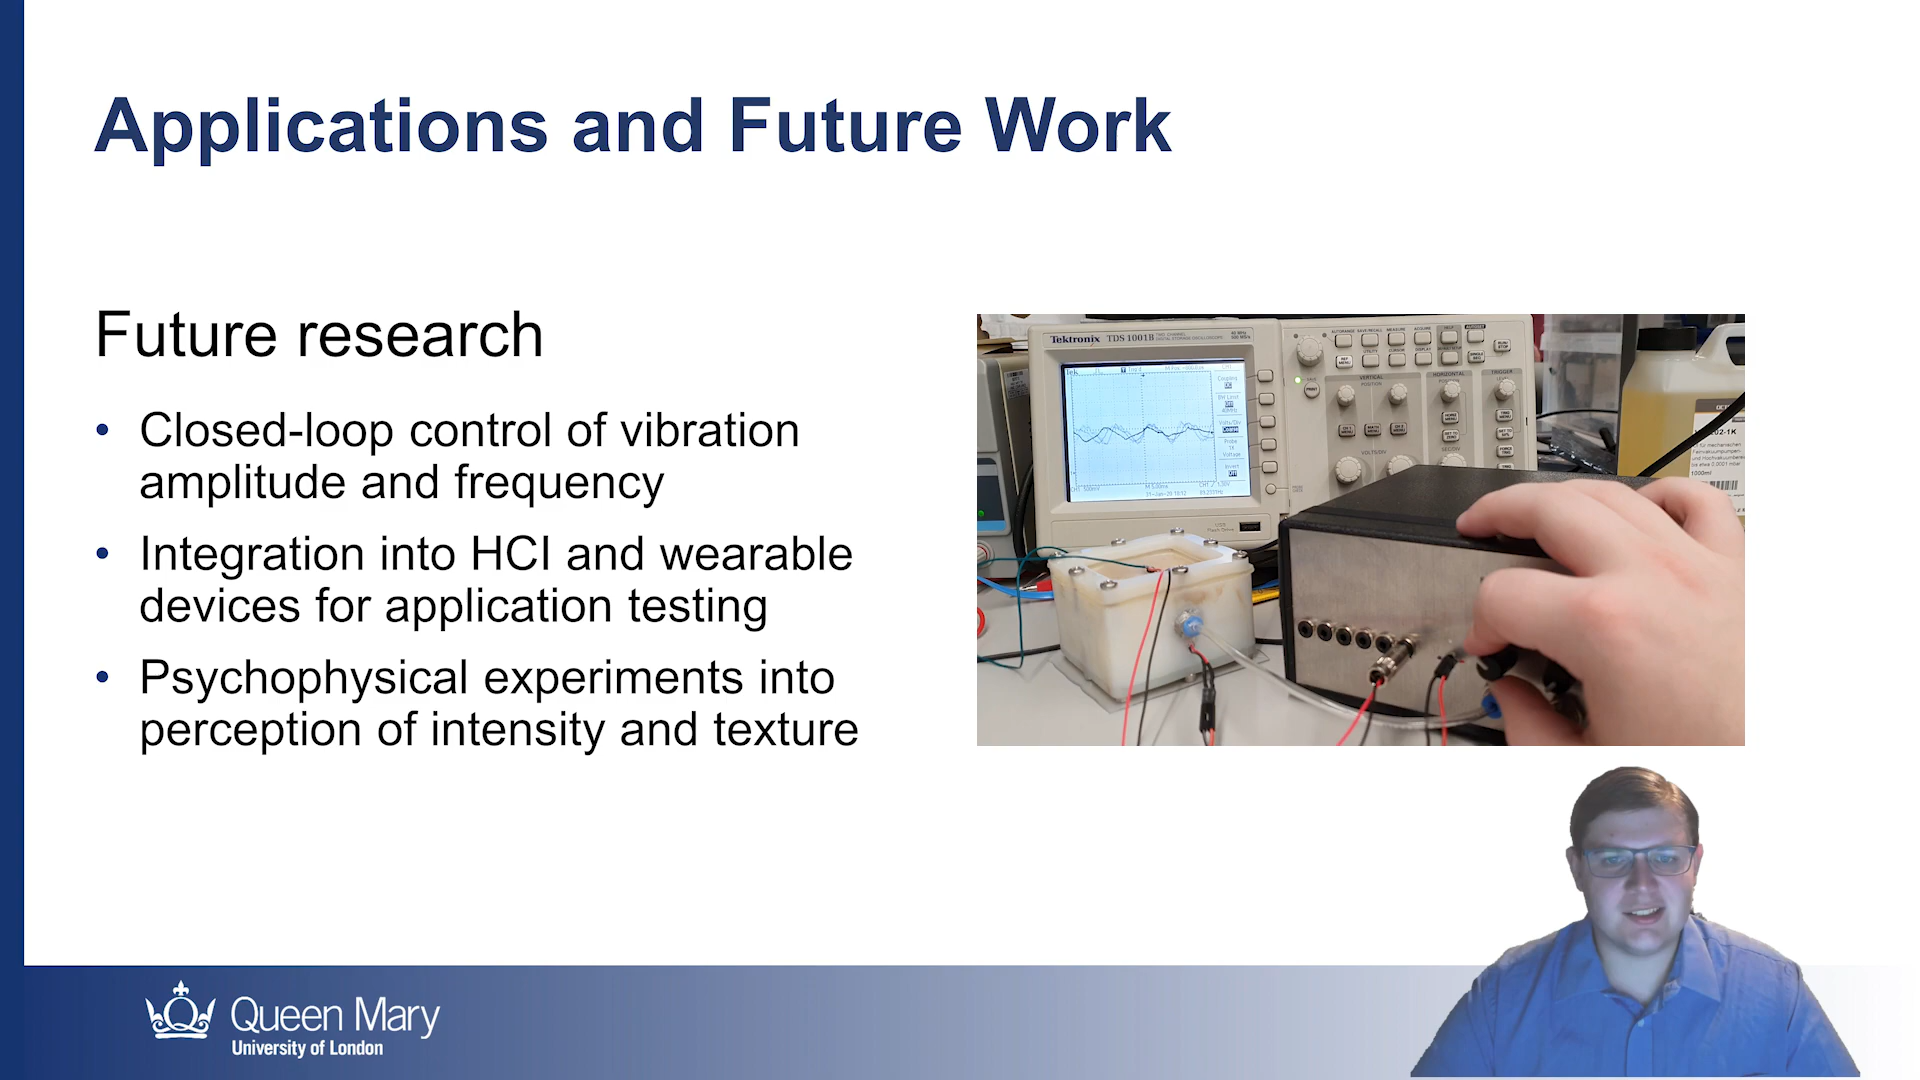 Applications and Future Work
Future research
• Closed-loop control of vibration
amplitude and frequency
• Integration into HCI and wearable
devices for application testing
• Psychophysical experiments into
perception of intensity and texture
Tektronix TDS 1001B
Queen Mary
University of London